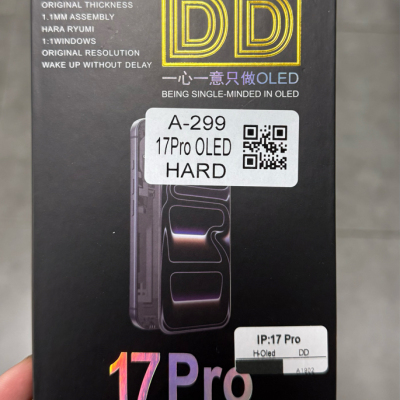 ORIGINAL THICKNESS
1.1MM ASSEMBLY
HARA RYUMI
1:1WINDOWS
ORIGINAL RESOLUTION
WAKE UP WITHOUT DELAY
DD
一心一意只做OLED
BEING SINGLE-MINDED IN OLED
A-299
17Pro OLED
HARD
IP:17 Pro
H-Oled DD
17 Pro